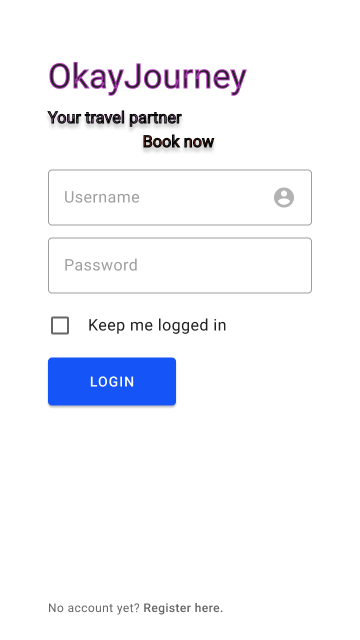 OkayJourney
Your travel partner
Book now
Username
Password
Keep me logged in
LOGIN
No account yet? Register here.